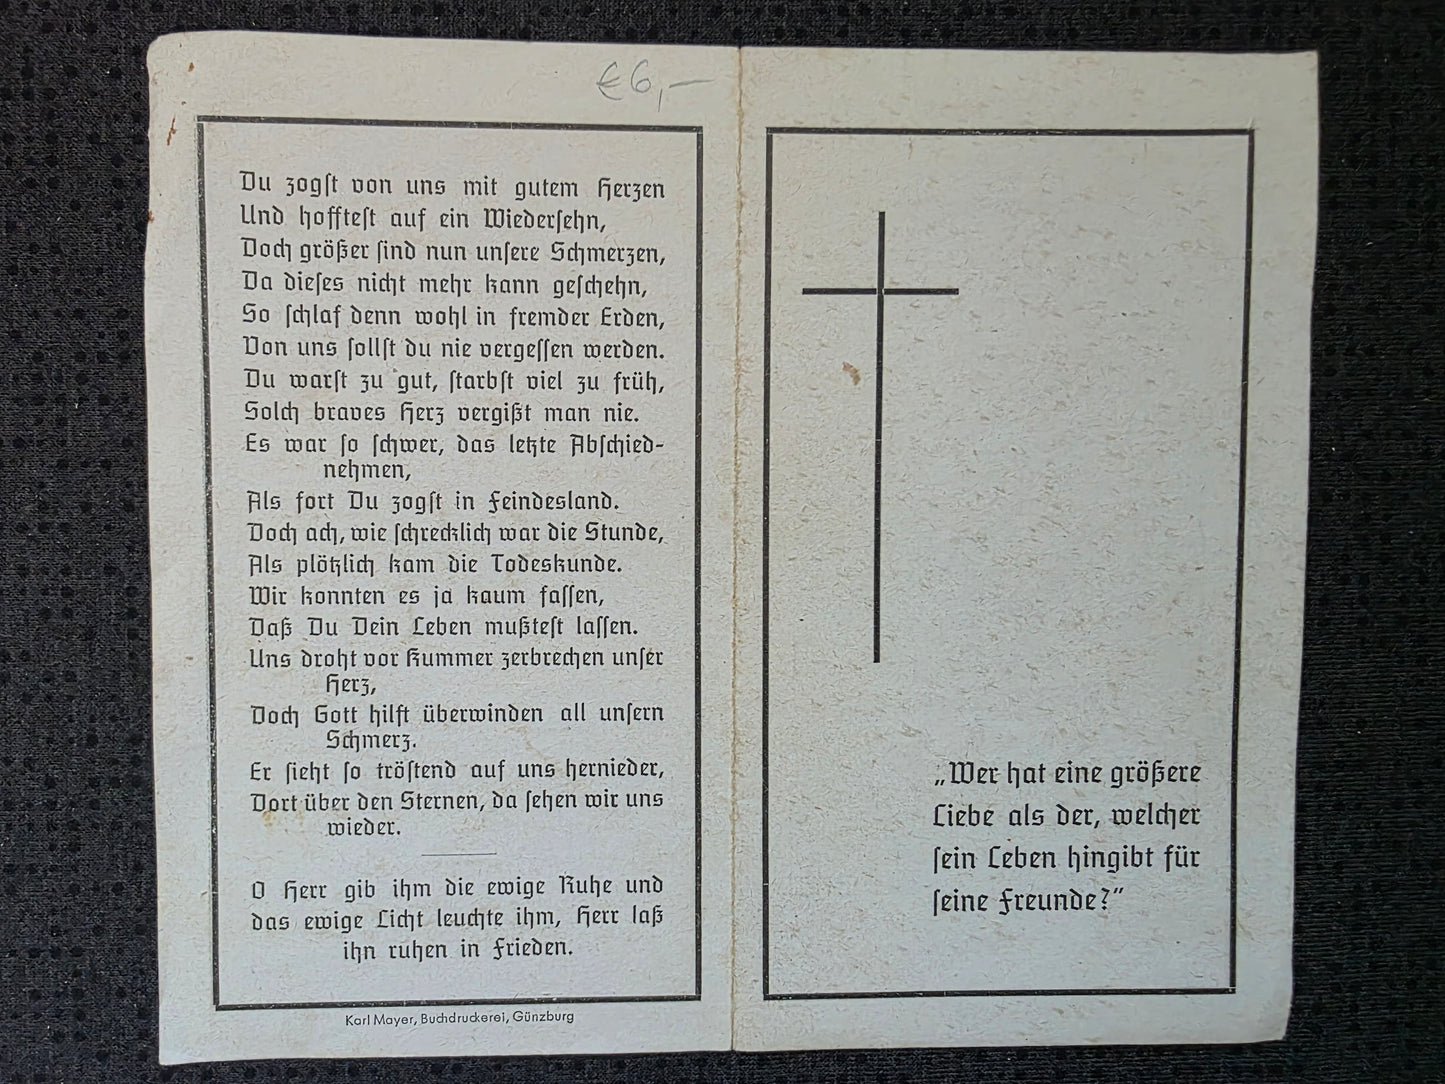 € 6,–
Du zogst von uns mit gutem Herzen
Und hofftest auf ein Wiedersehn,
Doch größer sind nun unsere Schmerzen,
Da dieses nicht mehr kann geschehn,
So schlaf denn wohl in fremder Erden,
Von uns sollst du nie vergessen werden.
Du warst zu gut, starbst viel zu früh,
Solch braves Herz vergißt man nie.
Es war so schwer, das letzte Abschied-
nehmen,
Als fort Du zogst in Feindesland.
Doch ach, wie schrecklich war die Stunde,
Als plötzlich kam die Todeskunde.
Wir konnten es ja kaum fassen,
Daß Du Dein Leben mußtest lassen.
Uns droht vor Kummer zerbrechen unser
Herz,
Doch Gott hilft überwinden all unsern
Schmerz.
Er sieht so tröstend auf uns hernieder,
Dort über den Sternen, da sehen wir uns
wieder.
O Herr gib ihm die ewige Ruhe und
das ewige Licht leuchte ihm, Herr laß
ihn ruhen in Frieden.
Karl Mayer, Buchdruckerei, Günzburg
„Wer hat eine größere
Liebe als der, welcher
sein Leben hingibt für
seine Freunde?"